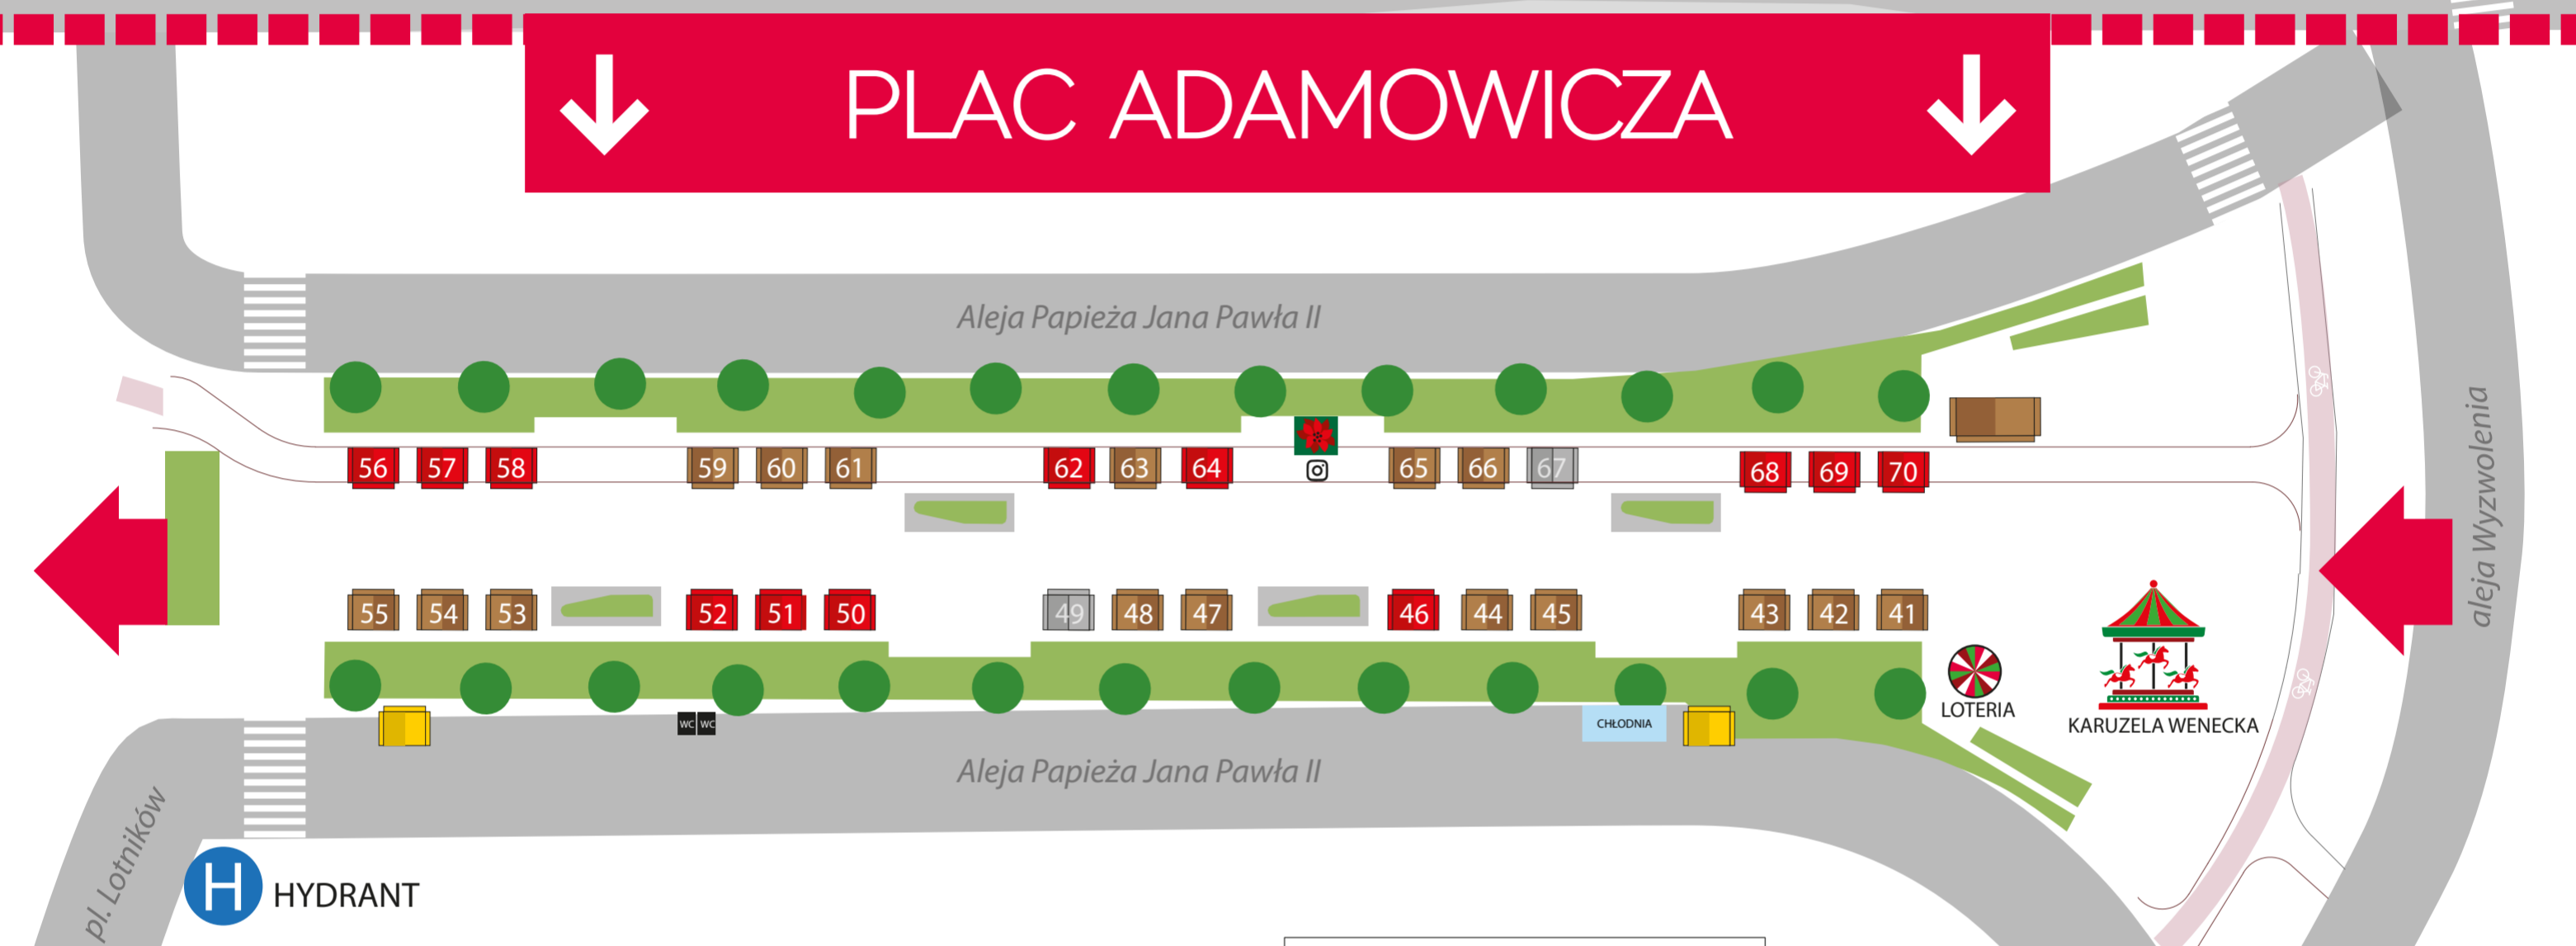 PLAC ADAMOWICZA
Aleja Papieża Jana Pawła II
aleja Wyzwolenia
56 57 58 59 60 61 62 63 64 65 66 67 68 69 70
55 54 53 52 51 50 49 48 47 46 44 45 43 42 41
LOTERIA
KARUZELA WENECKA
WC WC
CHŁODNIA
Aleja Papieża Jana Pawła II
pl. Lotników
H HYDRANT